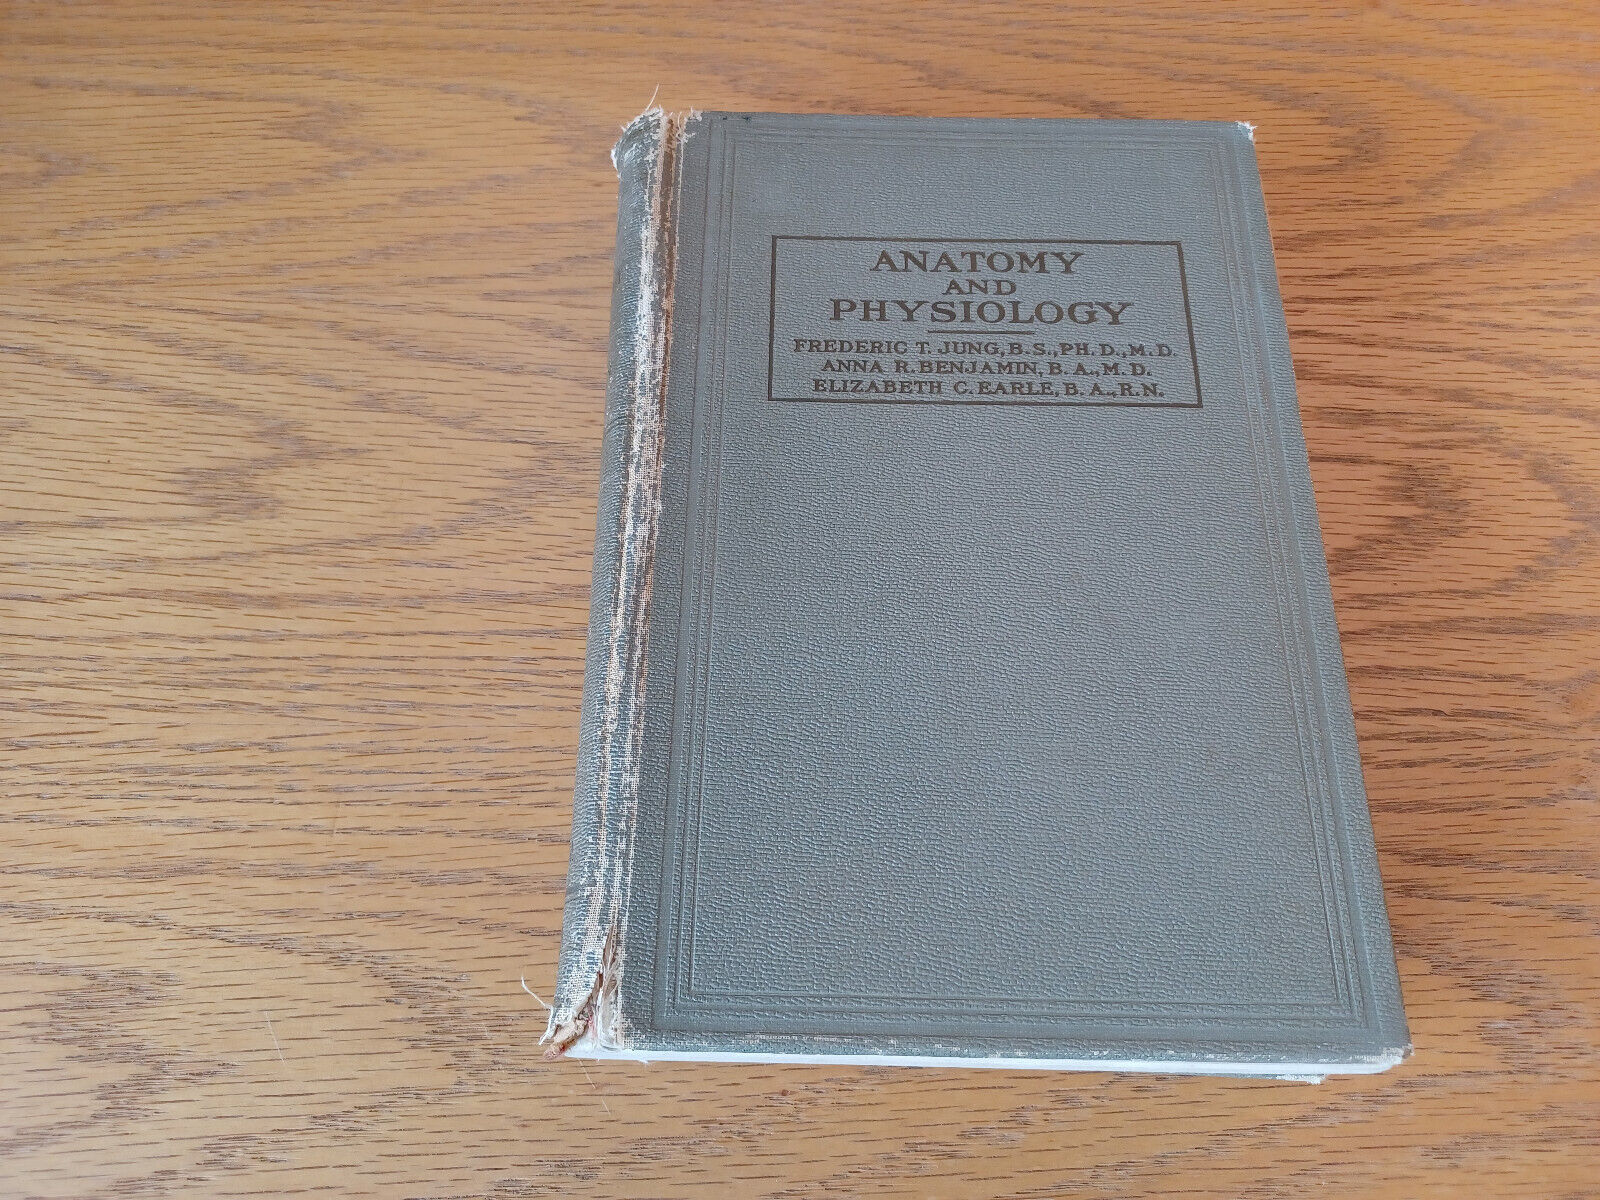 ANATOMY
AND
PHYSIOLOGY
FREDERIC T. JUNG, B.S., PH.D., M.D.
ANNA R. BENJAMIN, B.A., M.D.
ELIZABETH C. EARLE, B.A., R.N.